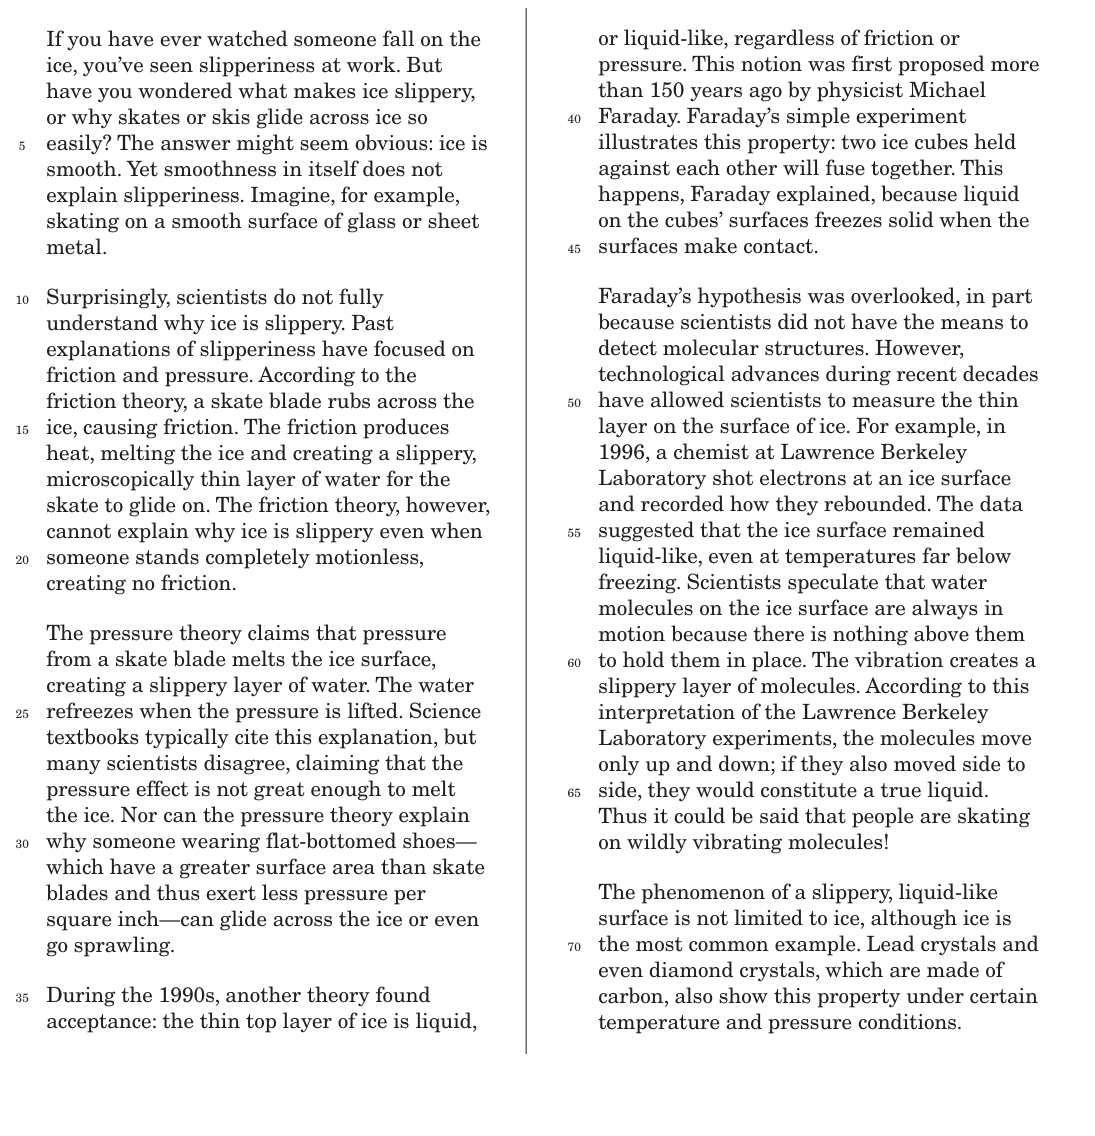 If you have ever watched someone fall on the
ice, you’ve seen slipperiness at work. But
have you wondered what makes ice slippery,
or why skates or skis glide across ice so
5 easily? The answer might seem obvious: ice is
smooth. Yet smoothness in itself does not
explain slipperiness. Imagine, for example,
skating on a smooth surface of glass or sheet
metal.
10 Surprisingly, scientists do not fully
understand why ice is slippery. Past
explanations of slipperiness have focused on
friction and pressure. According to the
friction theory, a skate blade rubs across the
15 ice, causing friction. The friction produces
heat, melting the ice and creating a slippery,
microscopically thin layer of water for the
skate to glide on. The friction theory, however,
cannot explain why ice is slippery even when
20 someone stands completely motionless,
creating no friction.
The pressure theory claims that pressure
from a skate blade melts the ice surface,
creating a slippery layer of water. The water
25 refreezes when the pressure is lifted. Science
textbooks typically cite this explanation, but
many scientists disagree, claiming that the
pressure effect is not great enough to melt
the ice. Nor can the pressure theory explain
30 why someone wearing flat-bottomed shoes—
which have a greater surface area than skate
blades and thus exert less pressure per
square inch—can glide across the ice or even
go sprawling.
35 During the 1990s, another theory found
acceptance: the thin top layer of ice is liquid,
or liquid-like, regardless of friction or
pressure. This notion was first proposed more
than 150 years ago by physicist Michael
40 Faraday. Faraday’s simple experiment
illustrates this property: two ice cubes held
against each other will fuse together. This
happens, Faraday explained, because liquid
on the cubes’ surfaces freezes solid when the
45 surfaces make contact.
Faraday’s hypothesis was overlooked, in part
because scientists did not have the means to
detect molecular structures. However,
technological advances during recent decades
50 have allowed scientists to measure the thin
layer on the surface of ice. For example, in
1996, a chemist at Lawrence Berkeley
Laboratory shot electrons at an ice surface
and recorded how they rebounded. The data
55 suggested that the ice surface remained
liquid-like, even at temperatures far below
freezing. Scientists speculate that water
molecules on the ice surface are always in
motion because there is nothing above them
60 to hold them in place. The vibration creates a
slippery layer of molecules. According to this
interpretation of the Lawrence Berkeley
Laboratory experiments, the molecules move
only up and down; if they also moved side to
65 side, they would constitute a true liquid.
Thus it could be said that people are skating
on wildly vibrating molecules!
The phenomenon of a slippery, liquid-like
surface is not limited to ice, although ice is
70 the most common example. Lead crystals and
even diamond crystals, which are made of
carbon, also show this property under certain
temperature and pressure conditions.